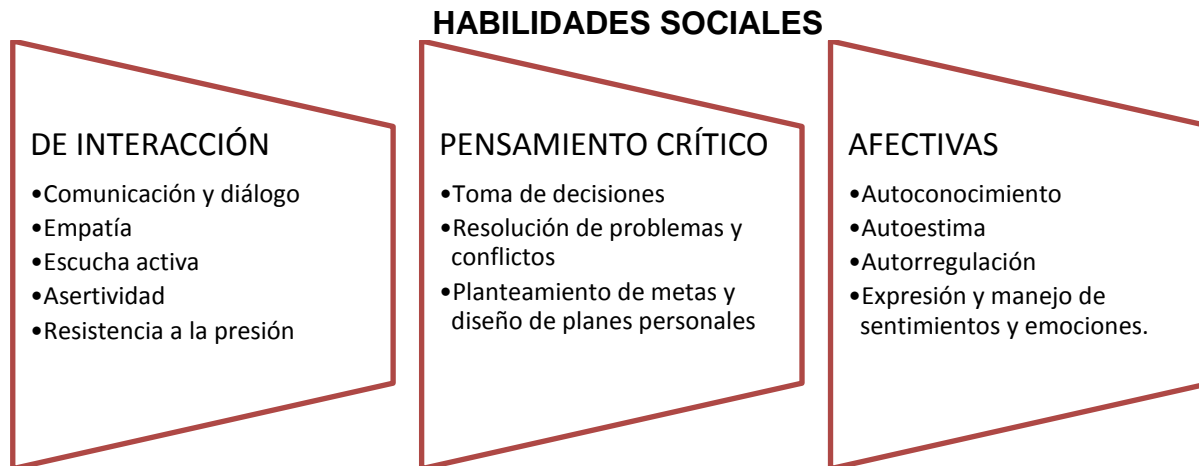 HABILIDADES SOCIALES
DE INTERACCIÓN
•Comunicación y diálogo
•Empatía
•Escucha activa
•Asertividad
•Resistencia a la presión
PENSAMIENTO CRÍTICO
•Toma de decisiones
•Resolución de problemas y
conflictos
•Planteamiento de metas y
diseño de planes personales
AFECTIVAS
•Autoconocimiento
•Autoestima
•Autorregulación
•Expresión y manejo de
sentimientos y emociones.